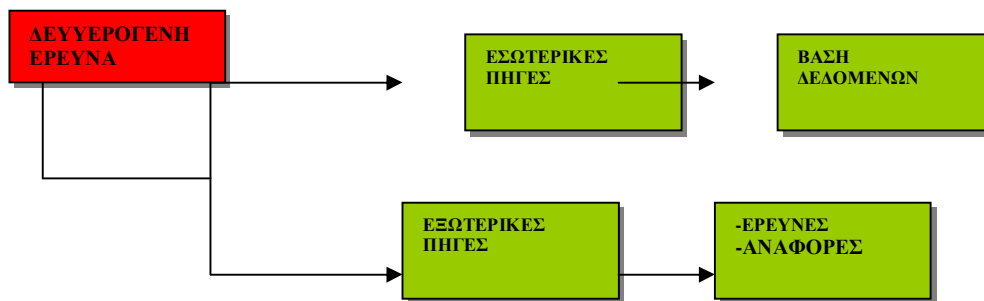 ΔΕΥΥΕΡΟΓΕΝΗ
ΕΡΕΥΝΑ
ΕΣΩΤΕΡΙΚΕΣ
ΠΗΓΕΣ
ΒΑΣΗ
ΔΕΔΟΜΕΝΩΝ
ΕΞΩΤΕΡΙΚΕΣ
ΠΗΓΕΣ
-ΕΡΕΥΝΕΣ
-ΑΝΑΦΟΡΕΣ